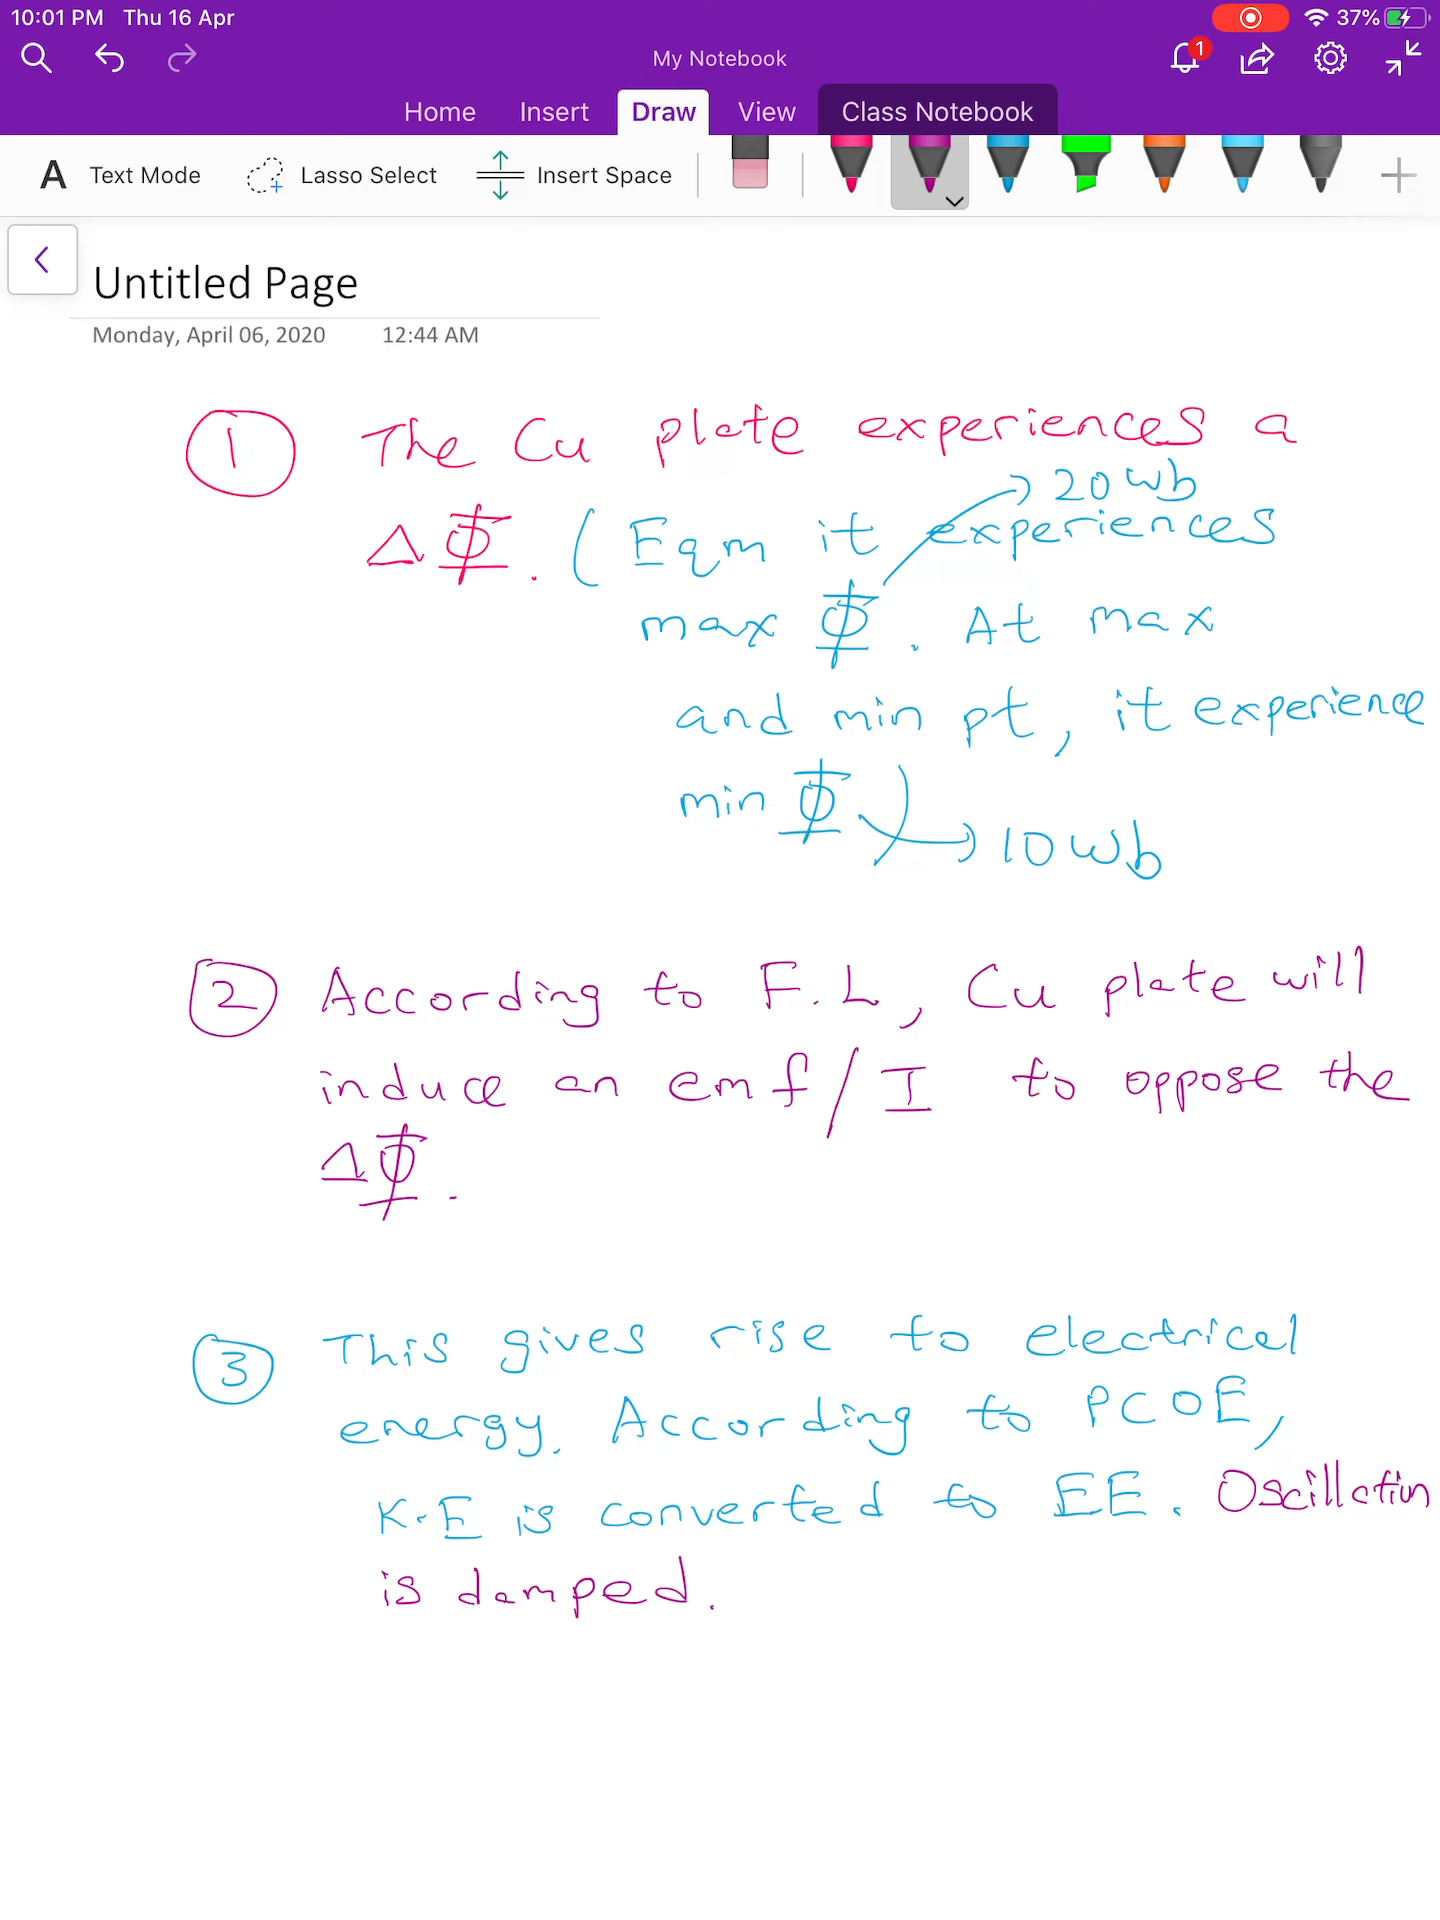 10:01 PM Thu 16 Apr
37%
My Notebook
1
Home Insert Draw View Class Notebook
A Text Mode Lasso Select Insert Space
Untitled Page
Monday, April 06, 2020 12:44 AM
① The Cu plate experiences a
→ 20 Wb
ΔΦ. (Eqm it experiences
max Φ. At max
and min pt, it experience
min Φ)
→ 10 Wb
② According to F.L, Cu plate will
induce an emf/I to oppose the
ΔΦ.
③ This gives rise to electrical
energy. According to PCOE,
K.E is converted to EE. Oscillation
is damped.